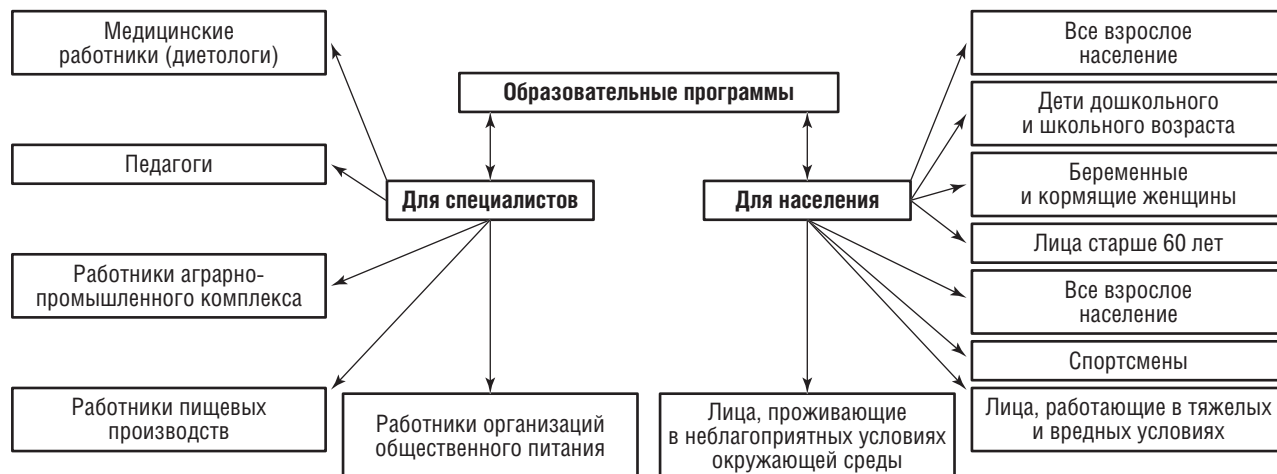 Медицинские
работники (диетологи)
Педагоги
Работники аграрно-
промышленного комплекса
Работники пищевых
производств
Образовательные программы
Для специалистов
Для населения
Работники организаций
общественного питания
Лица, проживающие
в неблагоприятных условиях
окружающей среды
Все взрослое
население
Дети дошкольного
и школьного возраста
Беременные
и кормящие женщины
Лица старше 60 лет
Все взрослое
население
Спортсмены
Лица, работающие в тяжелых
и вредных условиях